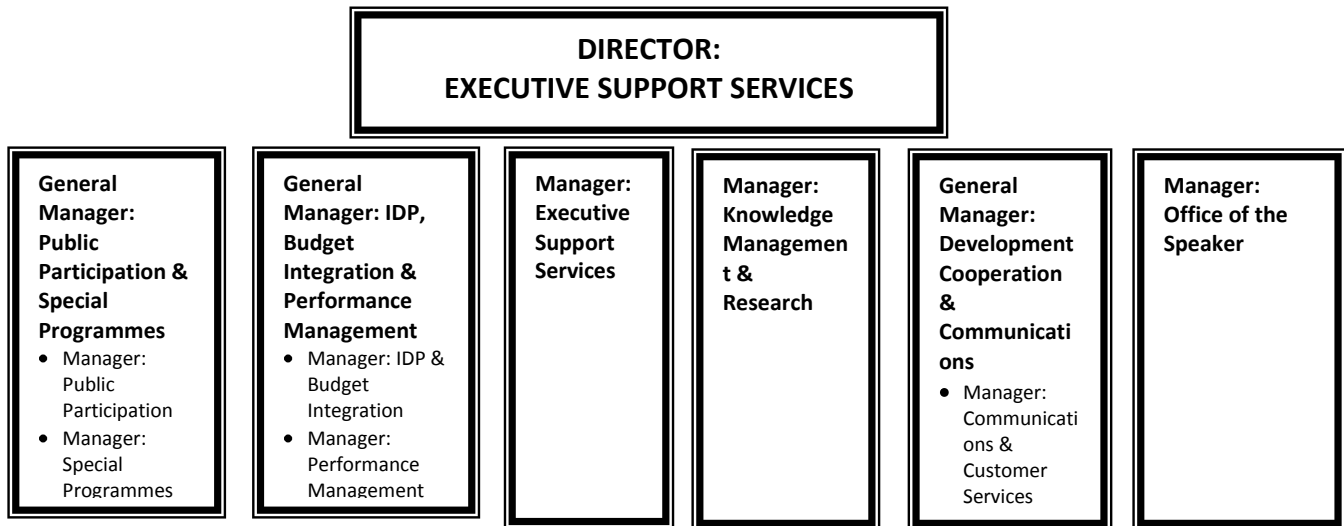 DIRECTOR:
EXECUTIVE SUPPORT SERVICES
General
Manager:
Public
Participation &
Special
Programmes
• Manager:
Public
Participation
• Manager:
Special
Programmes
General
Manager: IDP,
Budget
Integration &
Performance
Management
• Manager: IDP &
Budget
Integration
• Manager:
Performance
Management
Manager:
Executive
Support
Services
Manager:
Knowledge
Managemen
t &
Research
General
Manager:
Development
Cooperation
&
Communicati
ons
• Manager:
Communicati
ons &
Customer
Services
Manager:
Office of the
Speaker